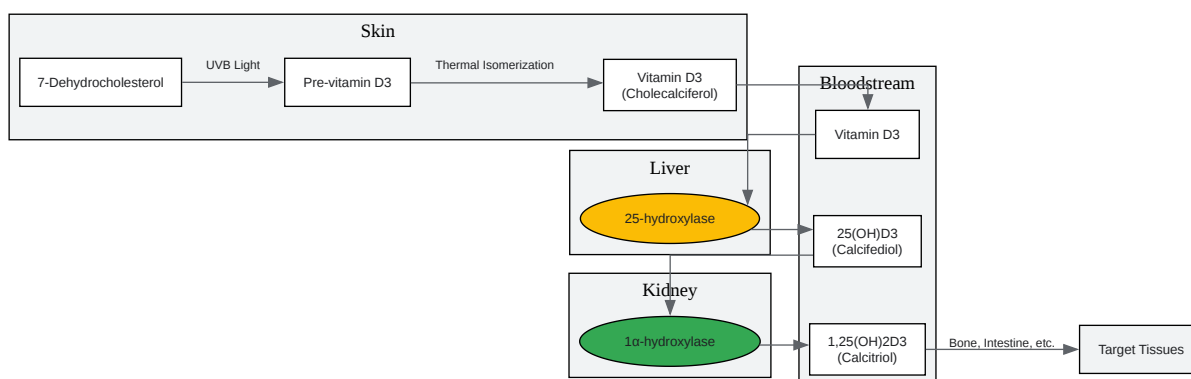 Skin
7-Dehydrocholesterol
UVB Light
Pre-vitamin D3
Thermal Isomerization
Vitamin D3
(Cholecalciferol)
Bloodstream
Vitamin D3
Liver
25-hydroxylase
25(OH)D3
(Calcifediol)
Kidney
1α-hydroxylase
1,25(OH)2D3
(Calcitriol)
Bone, Intestine, etc.
Target Tissues